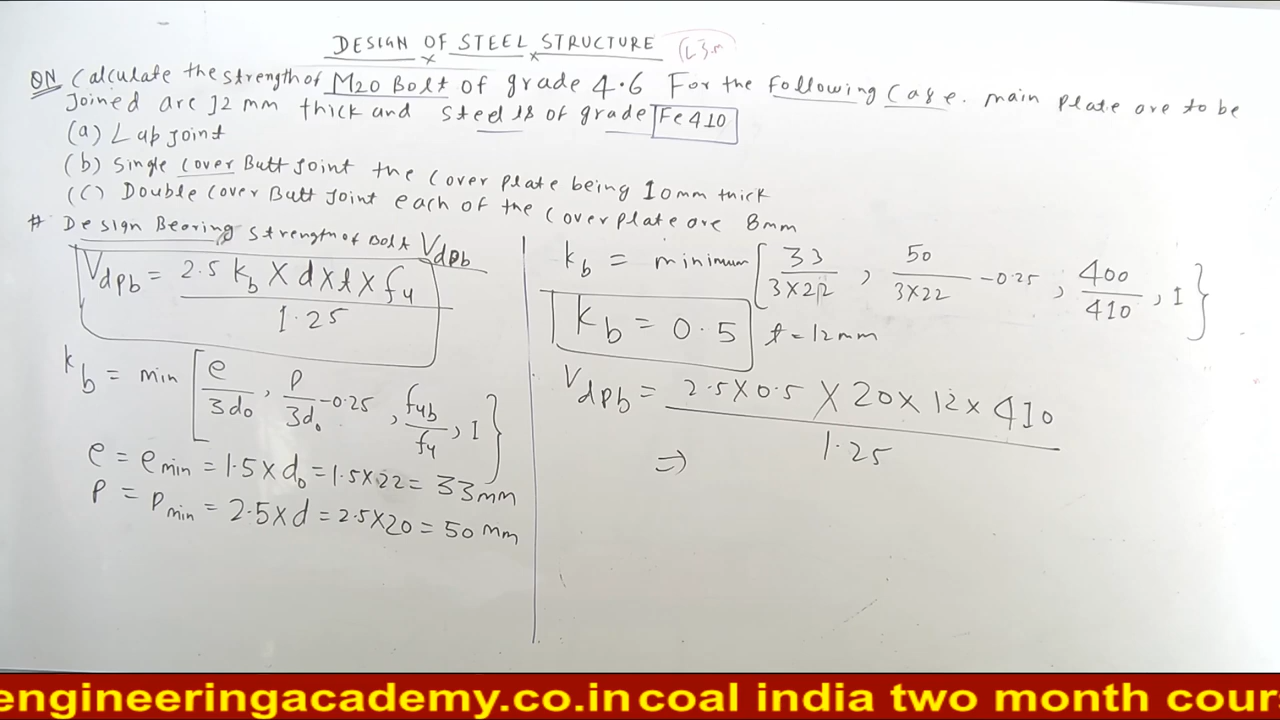 DESIGN OF STEEL STRUCTURE
QN Calculate the strength of M20 Bolt of grade 4.6 For the following Case. main plate are to be
joined are 12 mm thick and steel is of grade Fe410
(a) Lap joint
(b) Single Cover Butt joint the cover plate being 10mm thick
(C) Double Cover Butt Joint each of the cover plate are 8mm
# Design Bearing strength of bolt Vdpb
Vdpb = 2.5 kb X d x t x fu / 1.25
kb = min [e/3d0, p/3d0 -0.25, fub/fu, 1}
e = emin = 1.5 x d0 = 1.5x22 = 33mm
P = Pmin = 2.5xd = 2.5x20 = 50 mm
kb = minimum [33/3x22, 50/3x22 -0.25, 400/410, 1}
kb = 0.5 t = 12mm
Vdpb = 2.5x0.5 x 20x 12x 410 / 1.25
⇒
engineeringacademy.co.in coal india two month cour